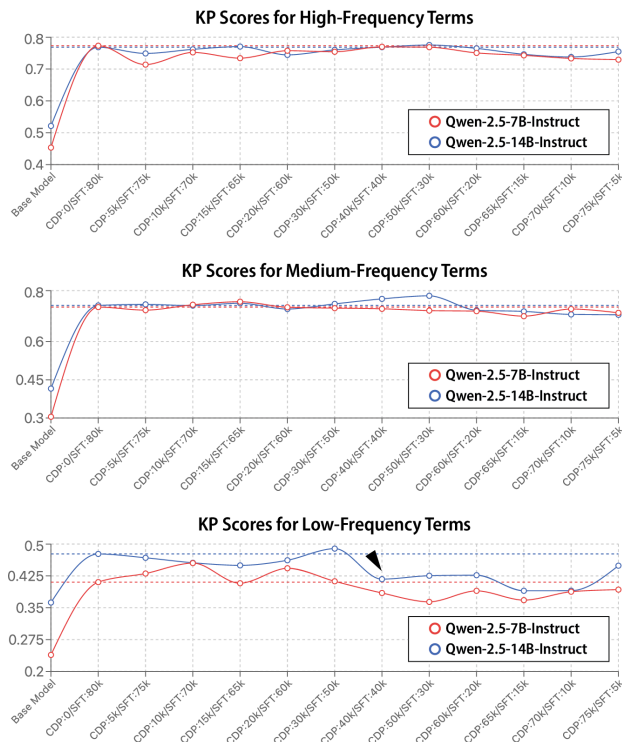 KP Scores for High-Frequency Terms
0.8
0.7
0.6
0.5
0.4
Qwen-2.5-7B-Instruct
Qwen-2.5-14B-Instruct
Base Model
CDP:0/SFT:80k
CDP:5k/SFT:75k
CDP:10k/SFT:70k
CDP:15k/SFT:65k
CDP:20k/SFT:60k
CDP:30k/SFT:50k
CDP:40k/SFT:40k
CDP:50k/SFT:30k
CDP:60k/SFT:20k
CDP:65k/SFT:15k
CDP:70k/SFT:10k
CDP:75k/SFT:5k
KP Scores for Medium-Frequency Terms
0.8
0.6
0.45
0.3
Qwen-2.5-7B-Instruct
Qwen-2.5-14B-Instruct
Base Model
CDP:0/SFT:80k
CDP:5k/SFT:75k
CDP:10k/SFT:70k
CDP:15k/SFT:65k
CDP:20k/SFT:60k
CDP:30k/SFT:50k
CDP:40k/SFT:40k
CDP:50k/SFT:30k
CDP:60k/SFT:20k
CDP:65k/SFT:15k
CDP:70k/SFT:10k
CDP:75k/SFT:5k
KP Scores for Low-Frequency Terms
0.5
0.425
0.35
0.275
0.2
Qwen-2.5-7B-Instruct
Qwen-2.5-14B-Instruct
Base Model
CDP:0/SFT:80k
CDP:5k/SFT:75k
CDP:10k/SFT:70k
CDP:15k/SFT:65k
CDP:20k/SFT:60k
CDP:30k/SFT:50k
CDP:40k/SFT:40k
CDP:50k/SFT:30k
CDP:60k/SFT:20k
CDP:65k/SFT:15k
CDP:70k/SFT:10k
CDP:75k/SFT:5k